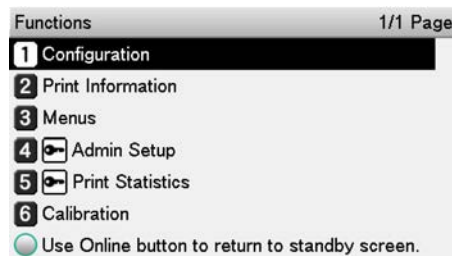 Functions 1/1 Page
1 Configuration
2 Print Information
3 Menus
4 Admin Setup
5 Print Statistics
6 Calibration
Use Online button to return to standby screen.